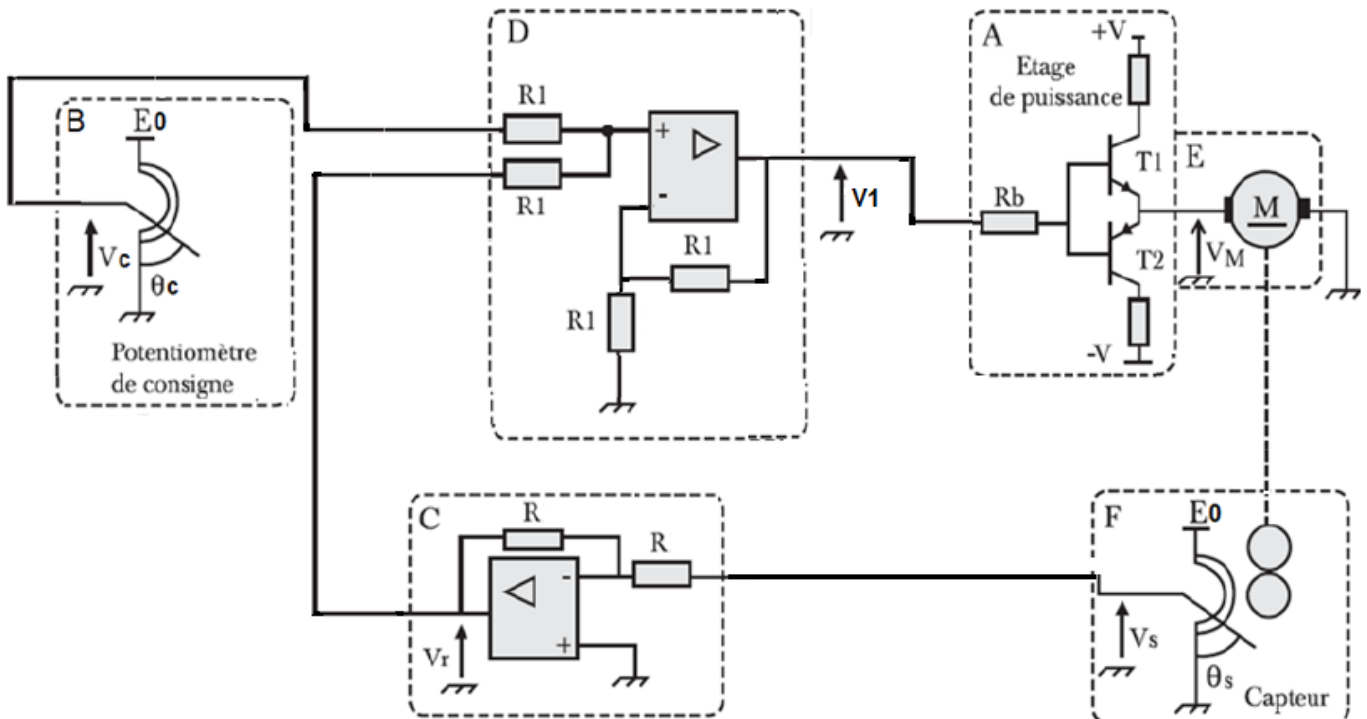 B
E0
Vc
θc
Potentiomètre
de consigne
D
R1
R1
+
-
R1
R1
V1
A
+V
Etage
de puissance
T1
Rb
T2
-V
E
M
VM
C
R
R
-
+
Vr
F
E0
Vs
θs
Capteur